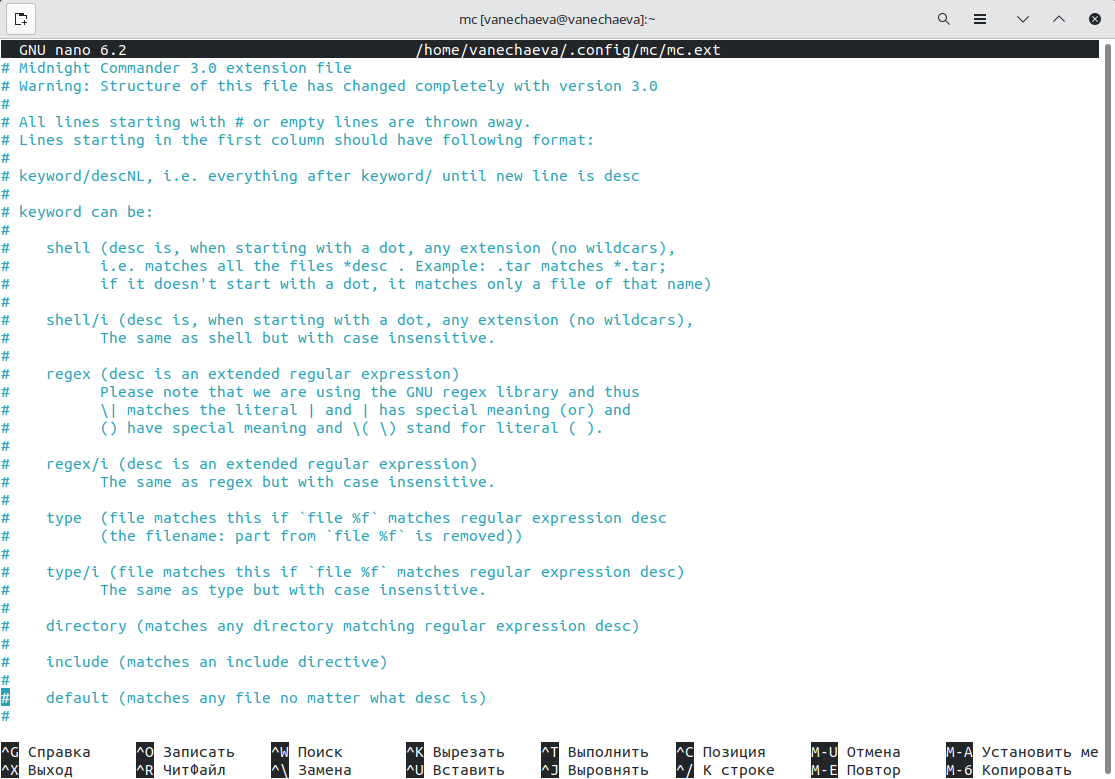 mc [vanechaeva@vanechaeva]:~
GNU nano 6.2 /home/vanechaeva/.config/mc/mc.ext
# Midnight Commander 3.0 extension file
# Warning: Structure of this file has changed completely with version 3.0
#
# All lines starting with # or empty lines are thrown away.
# Lines starting in the first column should have following format:
#
# keyword/descNL, i.e. everything after keyword/ until new line is desc
#
# keyword can be:
#
#    shell (desc is, when starting with a dot, any extension (no wildcars),
#          i.e. matches all the files *desc . Example: .tar matches *.tar;
#          if it doesn't start with a dot, it matches only a file of that name)
#
#    shell/i (desc is, when starting with a dot, any extension (no wildcars),
#          The same as shell but with case insensitive.
#
#    regex (desc is an extended regular expression)
#          Please note that we are using the GNU regex library and thus
#          \| matches the literal | and | has special meaning (or) and
#          () have special meaning and \( \) stand for literal ( ).
#
#    regex/i (desc is an extended regular expression)
#          The same as regex but with case insensitive.
#
#    type  (file matches this if `file %f` matches regular expression desc
#          (the filename: part from `file %f` is removed))
#
#    type/i (file matches this if `file %f` matches regular expression desc)
#          The same as type but with case insensitive.
#
#    directory (matches any directory matching regular expression desc)
#
#    include (matches an include directive)
#
#    default (matches any file no matter what desc is)
#
^G Справка ^O Записать ^W Поиск ^K Вырезать ^T Выполнить ^C Позиция M-U Отмена M-A Установить ме
^X Выход ^R ЧитФайл ^\ Замена ^U Вставить ^J Выровнять ^/ К строке M-E Повтор M-6 Копировать